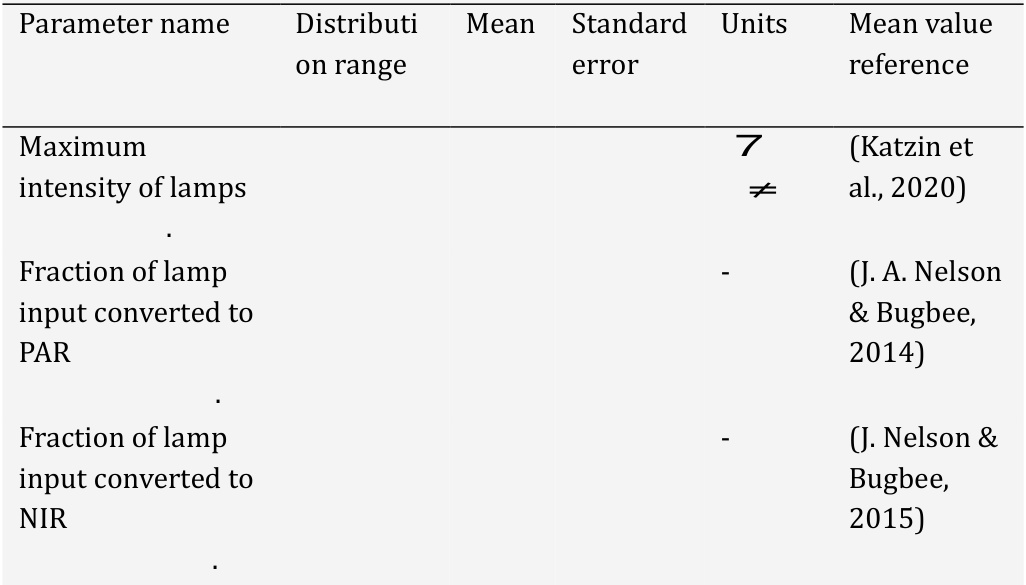 Parameter name Distributi Mean Standard Units Mean value
on range error reference
Maximum 7 (Katzin et
intensity of lamps ≠ al., 2020)
.
Fraction of lamp - (J. A. Nelson
input converted to & Bugbee,
PAR 2014)
.
Fraction of lamp - (J. Nelson &
input converted to Bugbee,
NIR 2015)
.